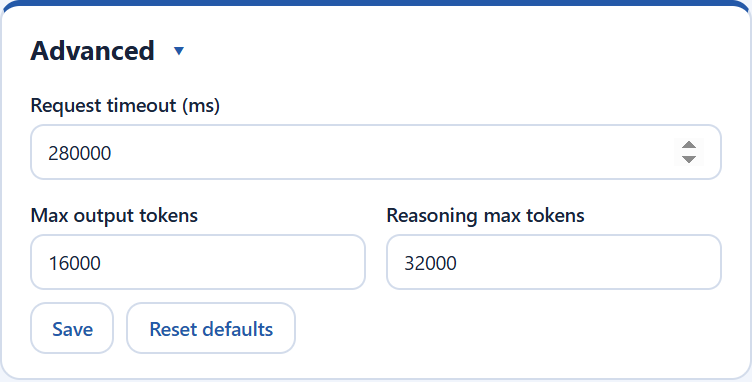 Advanced
Request timeout (ms)
280000
Max output tokens Reasoning max tokens
16000 32000
Save Reset defaults